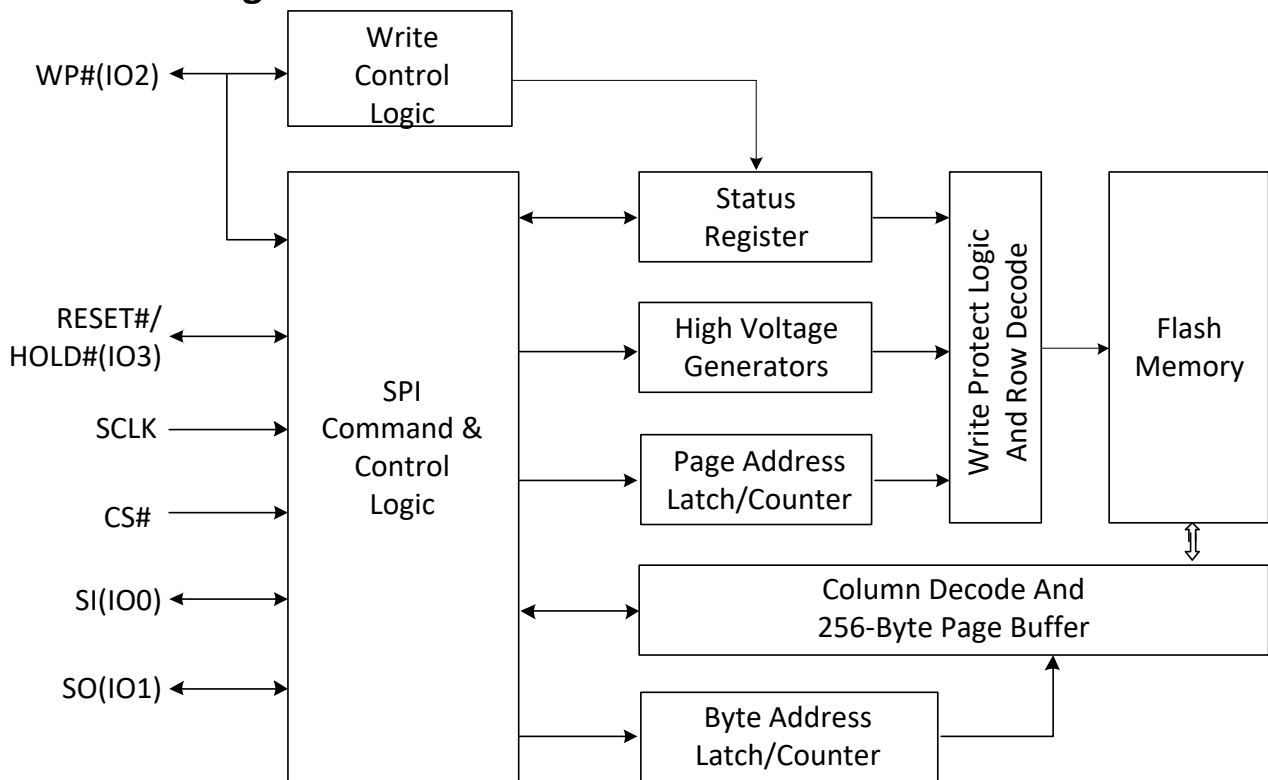 Write
Control
Logic
WP#(IO2)
Status
Register
RESET#/
HOLD#(IO3)
High Voltage
Generators
Write Protect Logic
And Row Decode
Flash
Memory
SPI
Command &
Control
Logic
SCLK
Page Address
Latch/Counter
CS#
SI(IO0)
Column Decode And
256-Byte Page Buffer
SO(IO1)
Byte Address
Latch/Counter